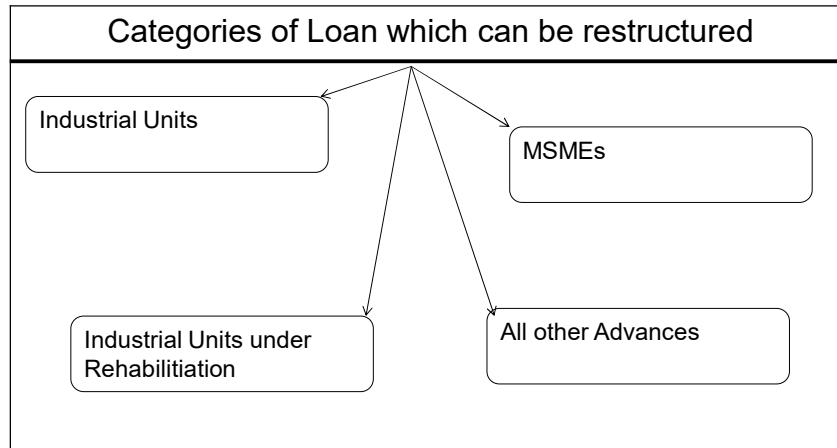 Categories of Loan which can be restructured
Industrial Units
MSMEs
Industrial Units under
Rehabilitiation
All other Advances